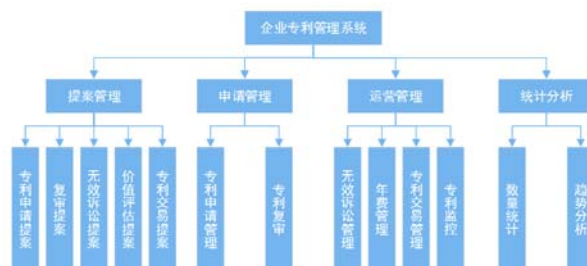 企业专利管理系统
提案管理
申请管理
运营管理
统计分析
专利申请提案
复审提案
无效诉讼提案
价值评估提案
专利交易提案
专利申请管理
专利复审
无效诉讼管理
年费管理
专利交易管理
专利监控
数量统计
趋势分析